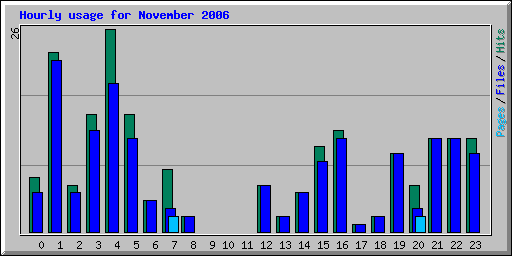 Hourly usage for November 2006
26
Pages / Files / Hits
0 1 2 3 4 5 6 7 8 9 10 11 12 13 14 15 16 17 18 19 20 21 22 23